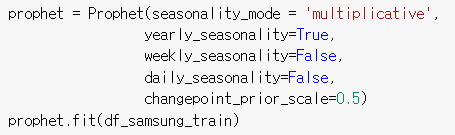 prophet = Prophet(seasonality_mode = 'multiplicative',
yearly_seasonality=True,
weekly_seasonality=False,
daily_seasonality=False,
changepoint_prior_scale=0.5)
prophet.fit(df_samsung_train)